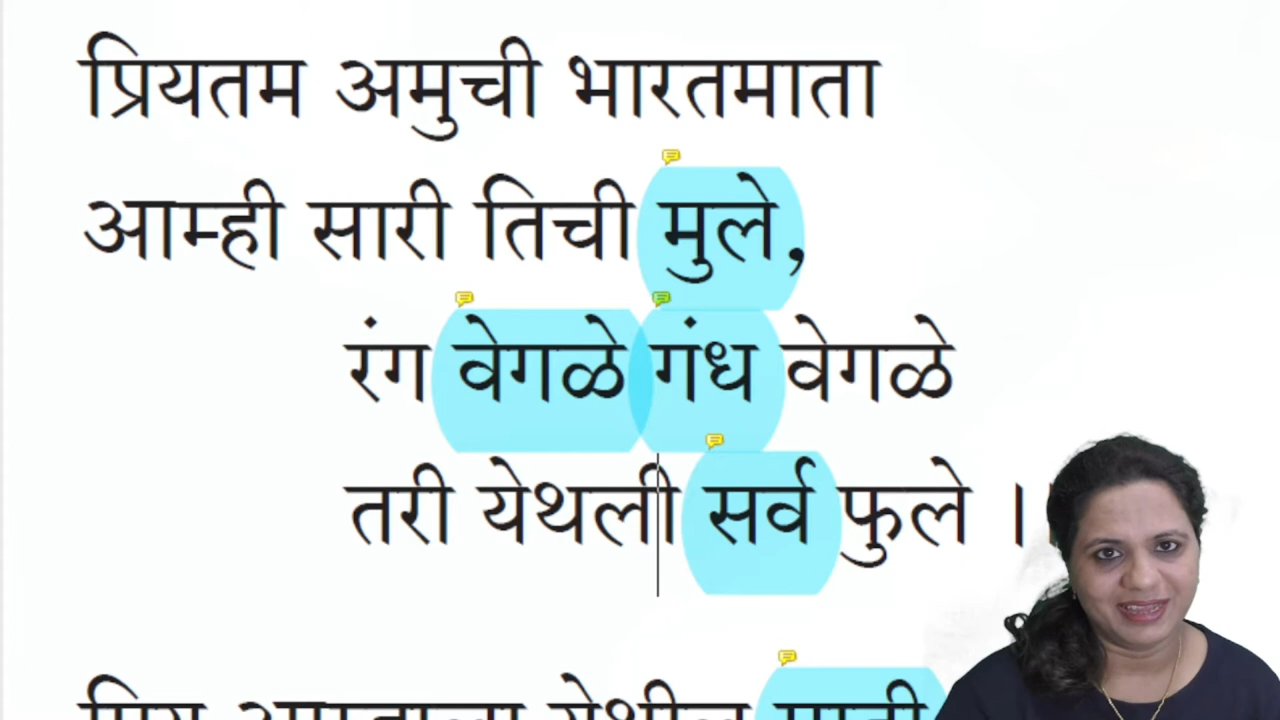 प्रियतम अमुची भारतमाता
आम्ही सारी तिची मुले,
रंग वेगळे गंध वेगळे
तरी येथली सर्व फुले ।